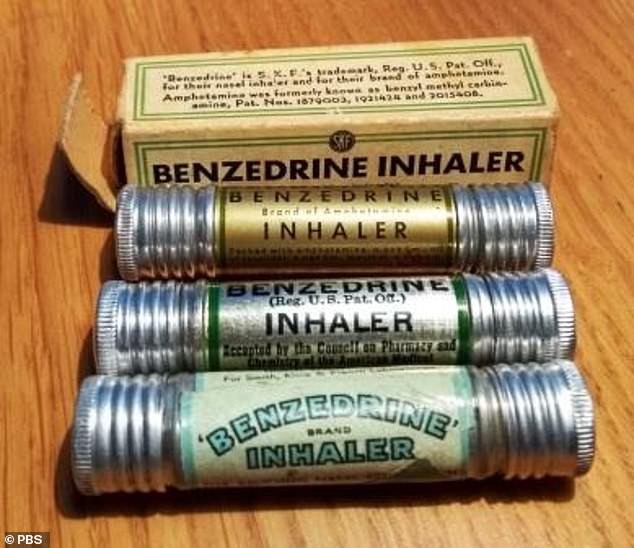 'Benzedrine' is S. K. F.'s trademark, Reg. U. S. Pat. Off.,
for their nasal inhaler and for their brand of amphetamine.
Amphetamine was formerly known as benzyl methyl carbin-
amine, Pat. Nos. 1879003, 1921424 and 2015408.
SKF
BENZEDRINE INHALER
BENZEDRINE
Brand of Amphetamine
INHALER
Packed with amphetamine
BENZEDRINE
(Reg. U. S. Pat. Off.)
INHALER
Accepted by the Council on Pharmacy and
Chemistry of the American Medical
For Smith, Kline & French Laboratories
'BENZEDRINE'
BRAND
INHALER
© PBS